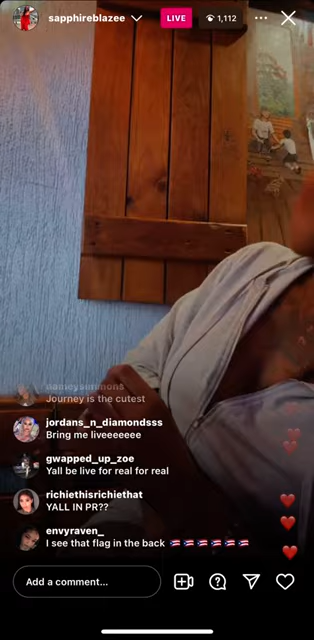 sapphireblazee
LIVE
1,112
nameysimmons
Journey is the cutest
jordans_n_diamondsss
Bring me liveeeeeee
gwapped_up_zoe
Yall be live for real for real
richiethisrichiethat
YALL IN PR??
envyraven_
I see that flag in the back 🇵🇷🇵🇷🇵🇷🇵🇷🇵🇷🇵🇷
Add a comment...